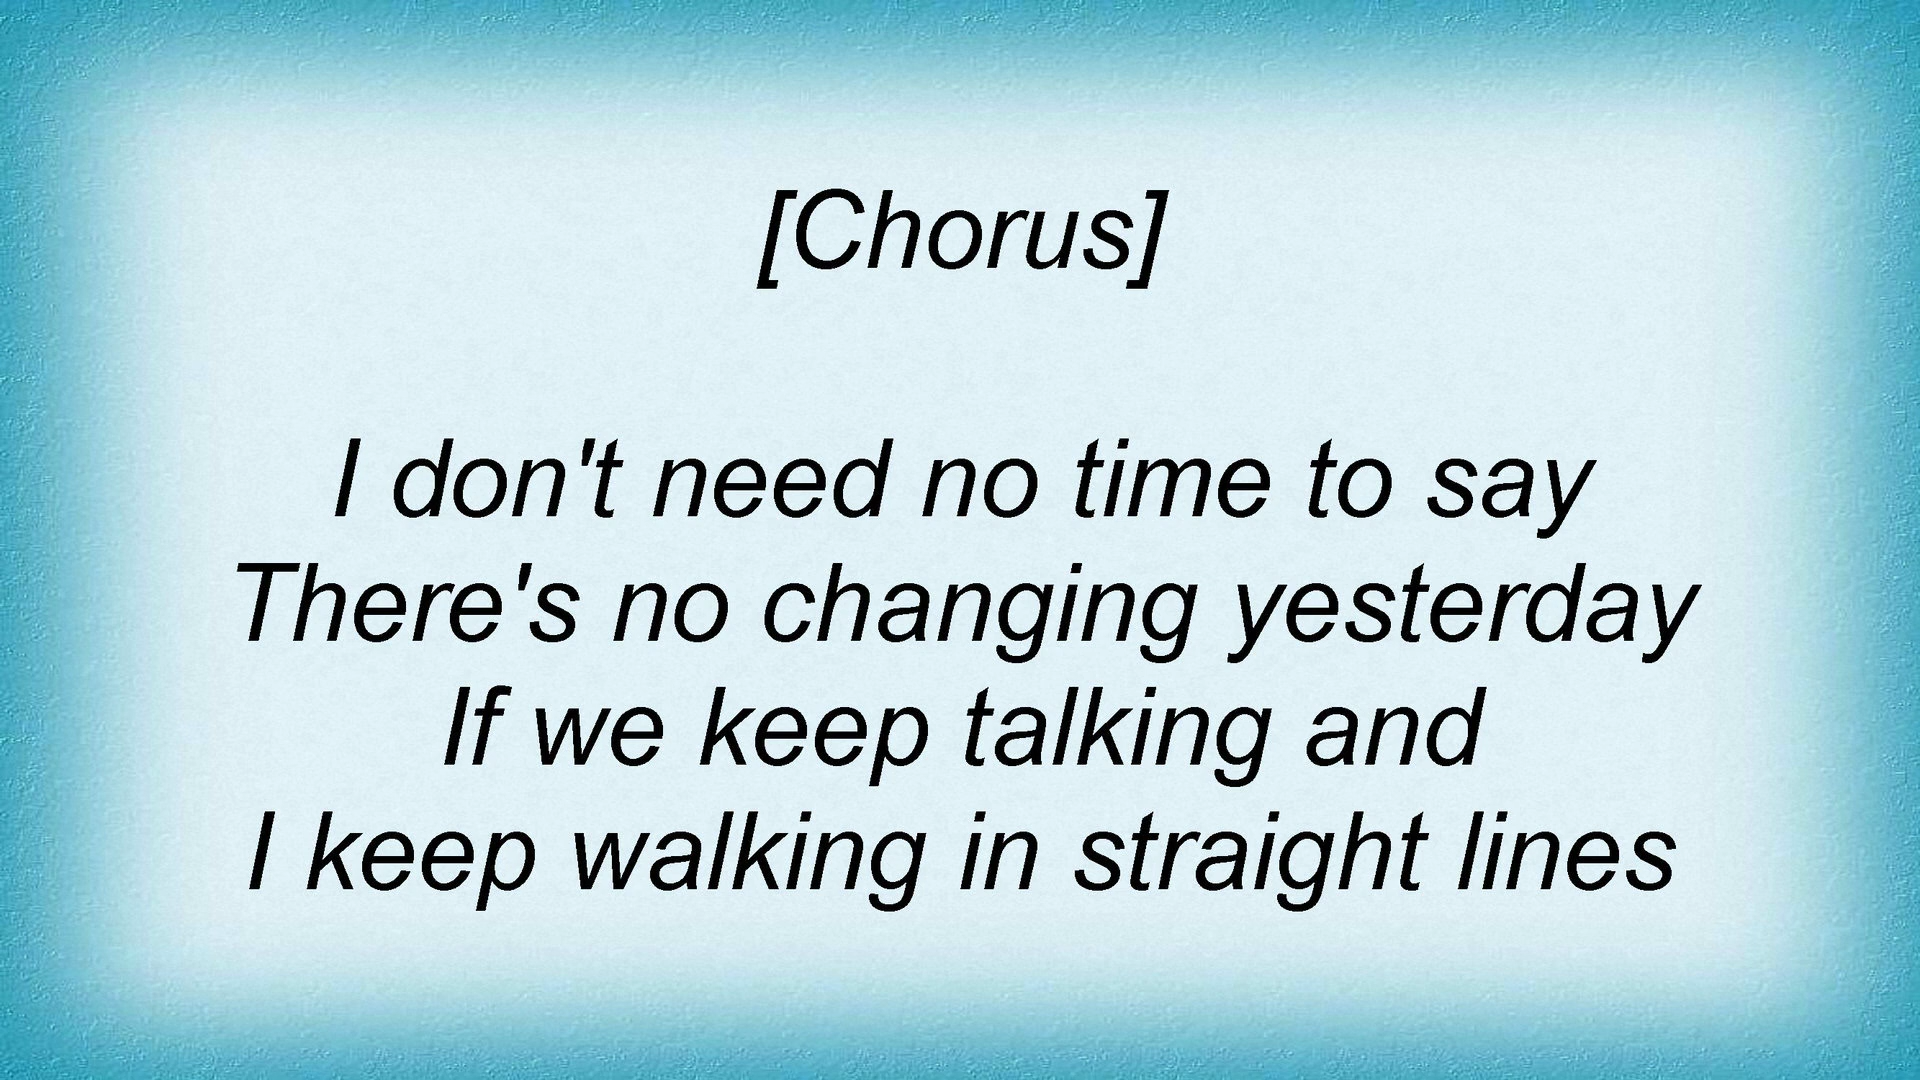 [Chorus]
I don't need no time to say
There's no changing yesterday
If we keep talking and
I keep walking in straight lines